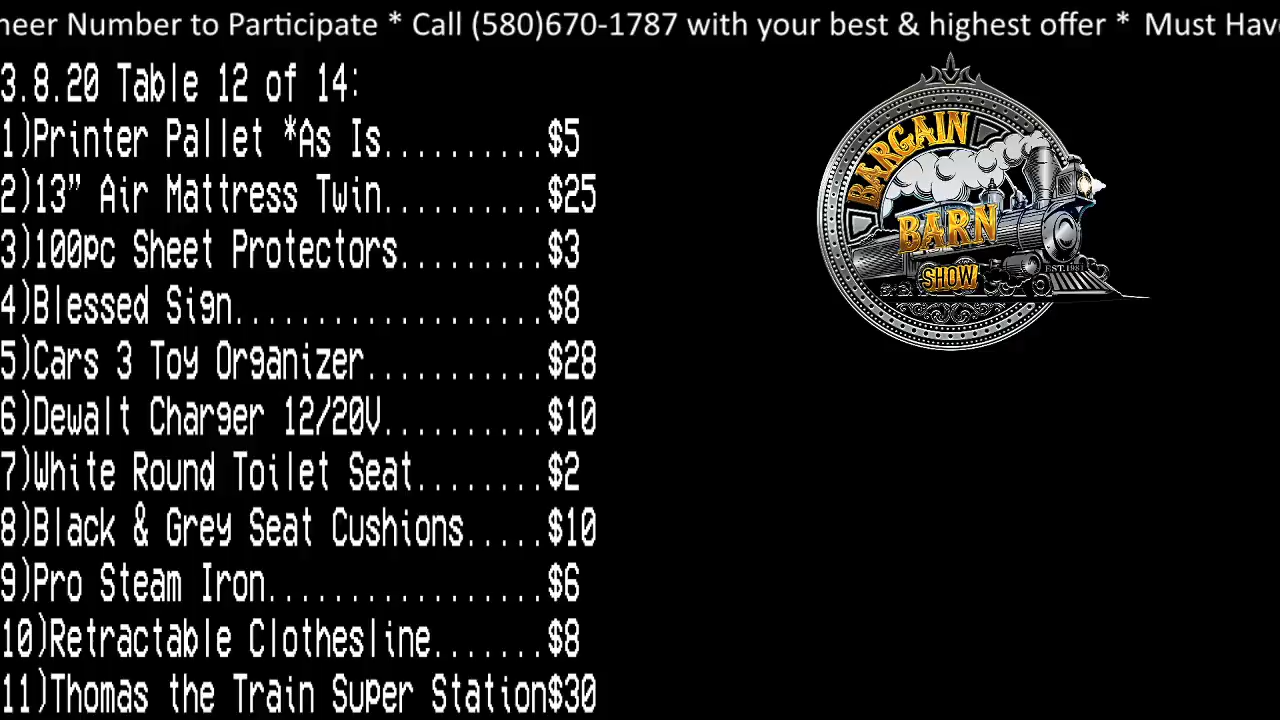 neer Number to Participate * Call (580)670-1787 with your best & highest offer * Must Have
3.8.20 Table 12 of 14:
1)Printer Pallet *As Is..........$5
2)13" Air Mattress Twin..........$25
3)100pc Sheet Protectors.........$3
4)Blessed Sign...................$8
5)Cars 3 Toy Organizer...........$28
6)Dewalt Charger 12/20V..........$10
7)White Round Toilet Seat........$2
8)Black & Grey Seat Cushions.....$10
9)Pro Steam Iron.................$6
10)Retractable Clothesline.......$8
11)Thomas the Train Super Station$30
BARGAIN
BARN
SHOW